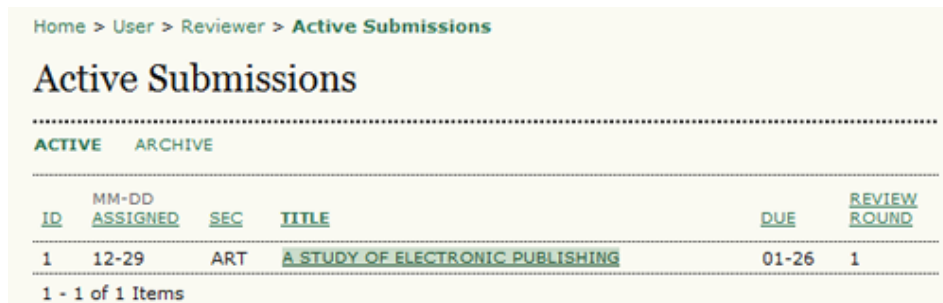 Home > User > Reviewer > Active Submissions
Active Submissions
ACTIVE ARCHIVE
MM-DD REVIEW
ID ASSIGNED SEC TITLE DUE ROUND
1 12-29 ART A STUDY OF ELECTRONIC PUBLISHING 01-26 1
1 - 1 of 1 Items